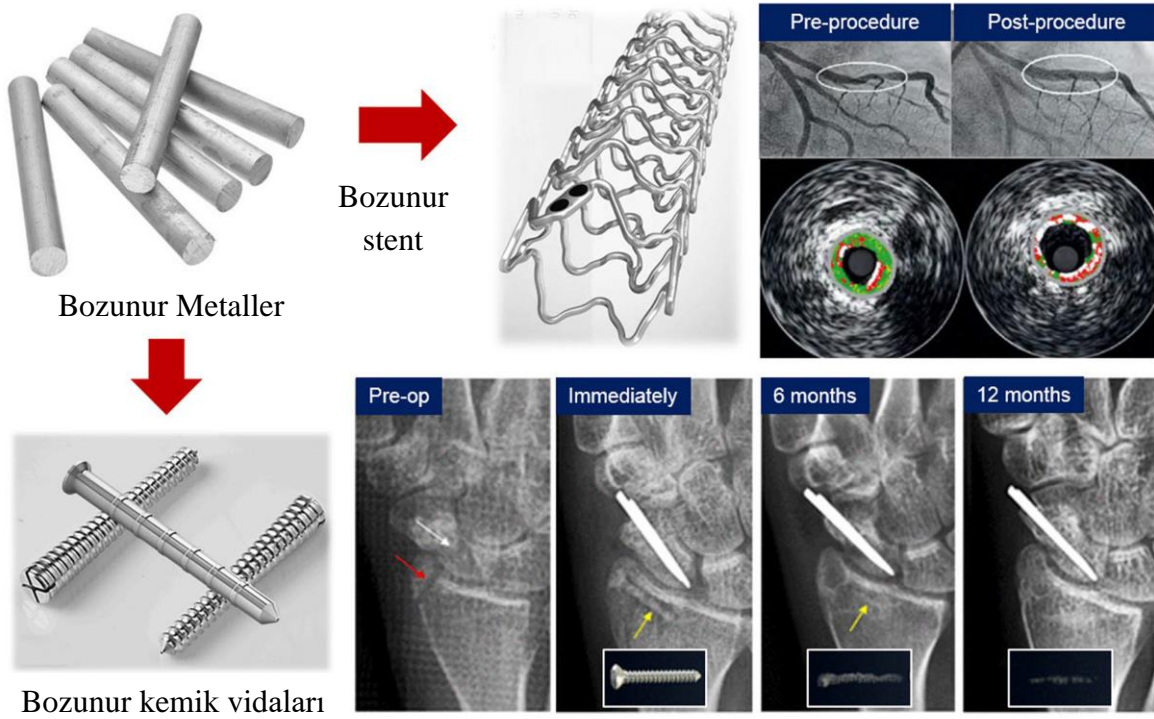 Pre-procedure
Post-procedure
Bozunur
stent
Bozunur Metaller
Pre-op
Immediately
6 months
12 months
Bozunur kemik vidaları